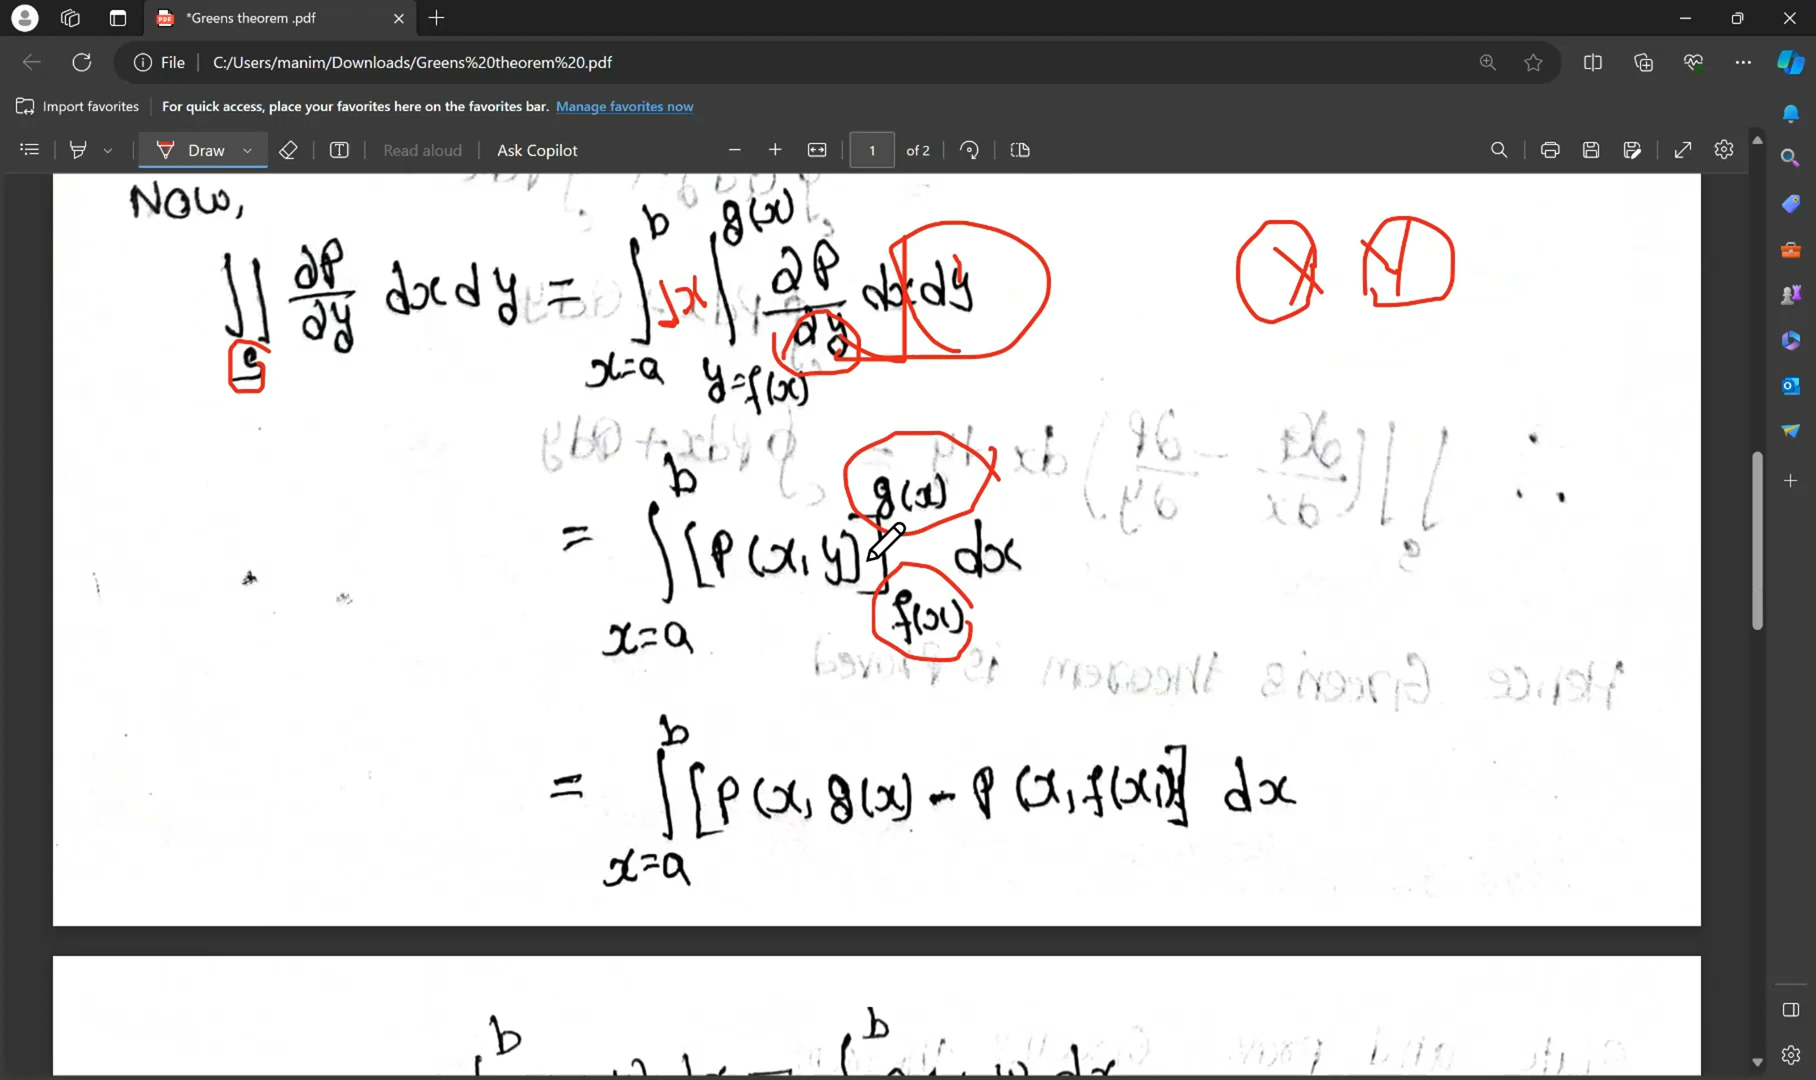 *Greens theorem .pdf
File C:/Users/manim/Downloads/Greens%20theorem%20.pdf
Import favorites For quick access, place your favorites here on the favorites bar. Manage favorites now
Draw Read aloud Ask Copilot 1 of 2
Now,
∬ ∂P/∂y dx dy = ∫ b x=a dx ∫ g(x) y=f(x) ∂P/∂y dx dy
X Y
= ∫ b x=a [P(x, y)] g(x) f(x) dx
= ∫ b x=a [P(x, g(x) - P(x, f(x)] dx
b b